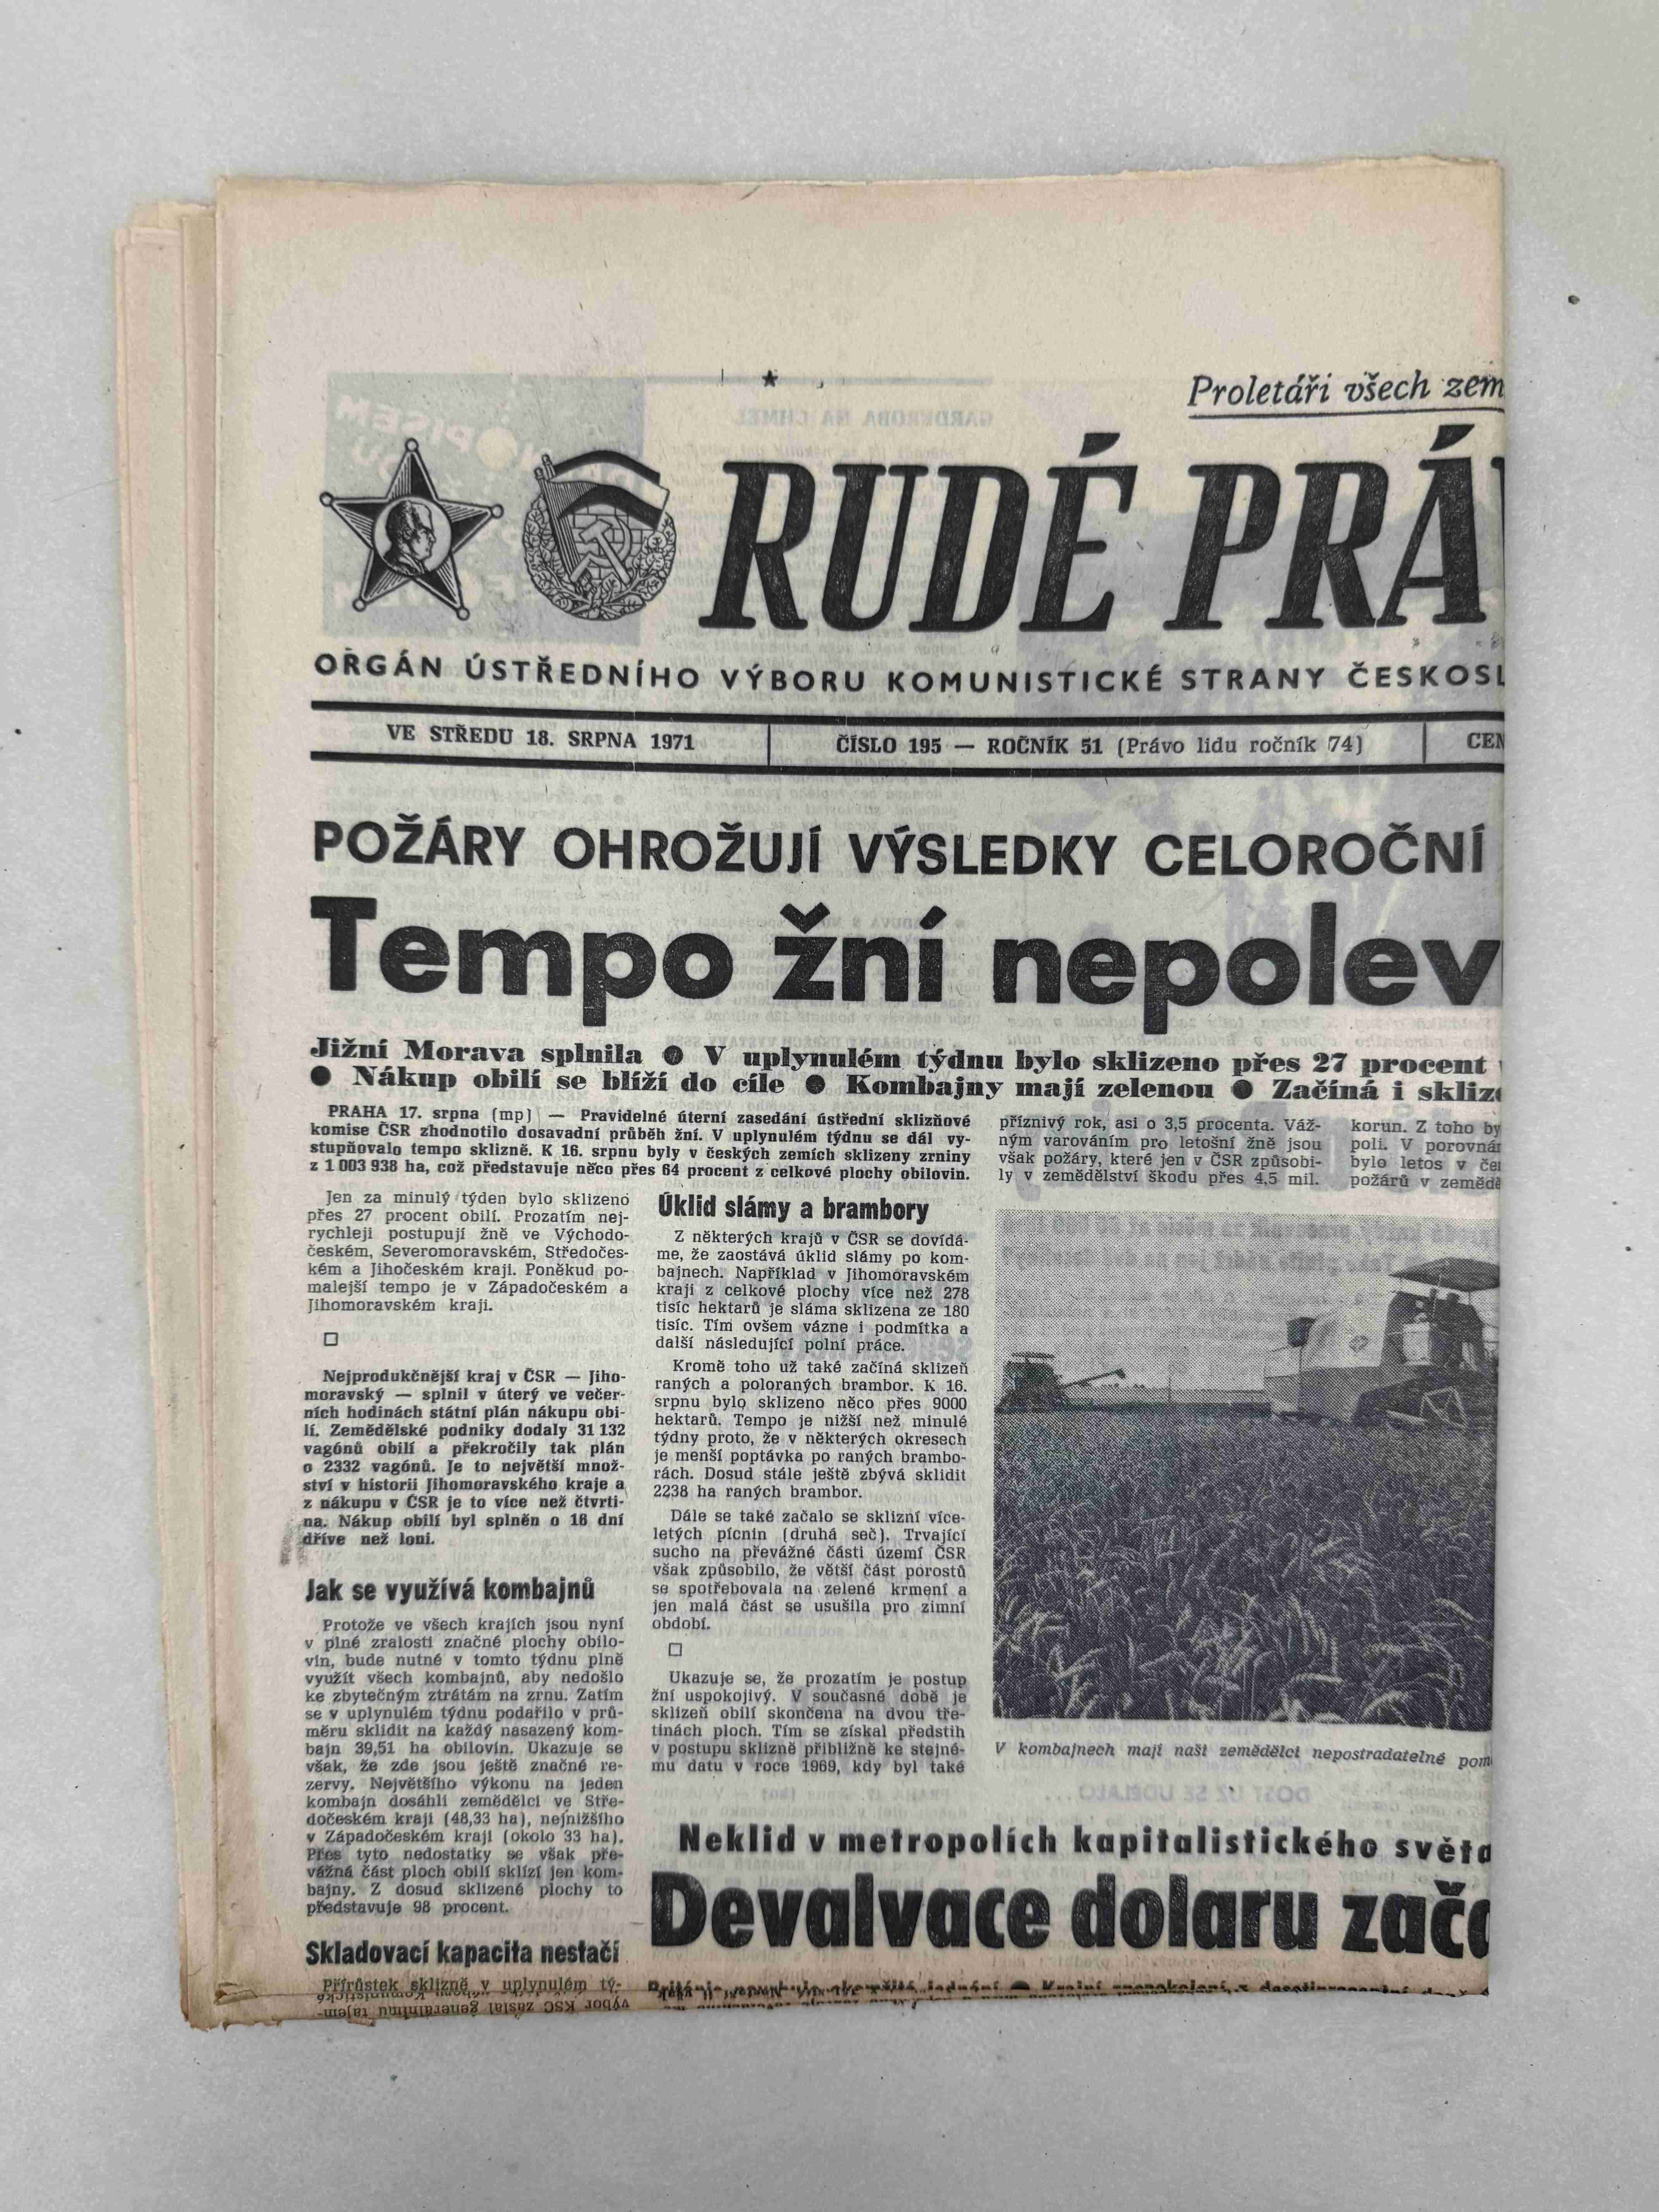 Proletáři všech zem
RUDÉ PRÁ
ORGÁN ÚSTŘEDNÍHO VÝBORU KOMUNISTICKÉ STRANY ČESKOSL
VE STŘEDU 18. SRPNA 1971
ČÍSLO 195 — ROČNÍK 51 (Právo lidu ročník 74)
CEN
POŽÁRY OHROŽUJÍ VÝSLEDKY CELOROČNÍ
Tempo žní nepolev
Jižní Morava splnila ● V uplynulém týdnu bylo sklizeno přes 27 procent
● Nákup obilí se blíží do cíle ● Kombajny mají zelenou ● Začíná i sklize
PRAHA 17. srpna (mp) — Pravidelné úterní zasedání ústřední sklizňové
komise ČSR zhodnotilo dosavadní průběh žní. V uplynulém týdnu se dál vy-
stupňovalo tempo sklizně. K 16. srpnu byly v českých zemích sklizeny zrniny
z 1 003 938 ha, což představuje něco přes 64 procent z celkové plochy obilovin.
Jen za minulý týden bylo sklizeno
přes 27 procent obilí. Prozatím nej-
rychleji postupují žně ve Východo-
českém, Severomoravském, Středočes-
kém a Jihočeském kraji. Poněkud po-
malejší tempo je v Západočeském a
Jihomoravském kraji.
Nejprodukčnější kraj v ČSR — Jiho-
moravský — splnil v úterý ve večer-
ních hodinách státní plán nákupu obi-
lí. Zemědělské podniky dodaly 31 132
vagónů obilí a překročily tak plán
o 2332 vagónů. Je to největší množ-
ství v historii Jihomoravského kraje a
z nákupu v ČSR je to více než čtvrti-
na. Nákup obilí byl splněn o 16 dní
dříve než loni.
Jak se využívá kombajnů
Protože ve všech krajích jsou nyní
v plné zralosti značné plochy obilo-
vin, bude nutné v tomto týdnu plně
využít všech kombajnů, aby nedošlo
ke zbytečným ztrátám na zrnu. Zatím
se v uplynulém týdnu podařilo v prů-
měru sklidit na každý nasazený kom-
bajn 39,51 ha obilovin. Ukazuje se
však, že zde jsou ještě značné re-
zervy. Největšího výkonu na jeden
kombajn dosáhli zemědělci ve Stře-
dočeském kraji (48,33 ha), nejnižšího
v Západočeském kraji (okolo 33 ha).
Přes tyto nedostatky se však pře-
vážná část ploch obilí sklízí jen kom-
bajny. Z dosud sklizené plochy to
představuje 98 procent.
Skladovací kapacita nestačí
Přírůstek sklizně v uplynulém tý-
výbor KSČ zaslal generálnímu tajem-
Úklid slámy a brambory
Z některých krajů v ČSR se dovídá-
me, že zaostává úklid slámy po kom-
bajnech. Například v Jihomoravském
kraji z celkové plochy více než 278
tisíc hektarů je sláma sklizena ze 180
tisíc. Tím ovšem vázne i podmítka a
další následující polní práce.
Kromě toho už také začíná sklizeň
raných a poloraných brambor. K 16.
srpnu bylo sklizeno něco přes 9000
hektarů. Tempo je nižší než minulé
týdny proto, že v některých okresech
je menší poptávka po raných brambo-
rách. Dosud stále ještě zbývá sklidit
2238 ha raných brambor.
Dále se také začalo se sklizní více-
letých pícnin (druhá seč). Trvající
sucho na převážné části území ČSR
však způsobilo, že větší část porostů
se spotřebovala na zelené krmení a
jen malá část se usušila pro zimní
období.
Ukazuje se, že prozatím je postup
žní uspokojivý. V současné době je
sklizeň obilí skončena na dvou tře-
tinách ploch. Tím se získal předstih
v postupu sklizně přibližně ke stejné-
mu datu v roce 1969, kdy byl také
příznivý rok, asi o 3,5 procenta. Váž-
ným varováním pro letošní žně jsou
však požáry, které jen v ČSR způsobi-
ly v zemědělství škodu přes 4,5 mil.
korun. Z toho by
poli. V porovnán
bylo letos v čes
požárů v zeměděl
V kombajnech mají naši zemědělci nepostradatelné pom
Neklid v metropolích kapitalistického světa
Devalvace dolaru zača